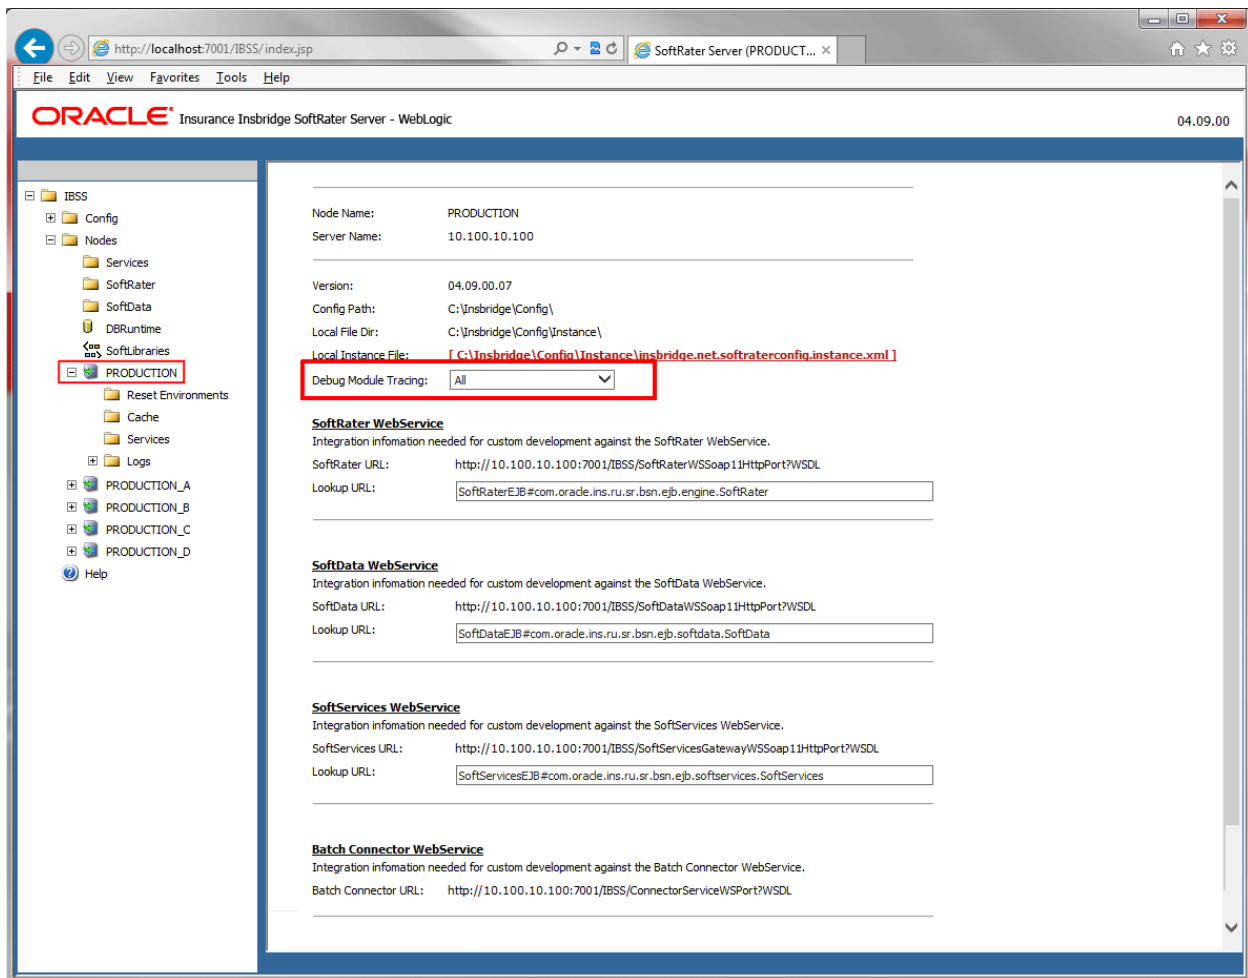 http://localhost:7001/IBSS/index.jsp
SoftRater Server (PRODUCT...
File Edit View Favorites Tools Help
ORACLE Insurance Insbridge SoftRater Server - WebLogic
04.09.00
IBSS
Config
Nodes
Services
SoftRater
SoftData
DBRuntime
SoftLibraries
PRODUCTION
Reset Environments
Cache
Services
Logs
PRODUCTION_A
PRODUCTION_B
PRODUCTION_C
PRODUCTION_D
Help
Node Name: PRODUCTION
Server Name: 10.100.10.100
Version: 04.09.00.07
Config Path: C:\Insbridge\Config\
Local File Dir: C:\Insbridge\Config\Instance\
Local Instance File: [ C:\Insbridge\Config\Instance\insbridge.net.softraterconfig.instance.xml ]
Debug Module Tracing: All
SoftRater WebService
Integration infomation needed for custom development against the SoftRater WebService.
SoftRater URL: http://10.100.10.100:7001/IBSS/SoftRaterWSSoap11HttpPort?WSDL
Lookup URL: SoftRaterEJB#com.oracle.ins.ru.sr.bsn.ejb.engine.SoftRater
SoftData WebService
Integration infomation needed for custom development against the SoftData WebService.
SoftData URL: http://10.100.10.100:7001/IBSS/SoftDataWSSoap11HttpPort?WSDL
Lookup URL: SoftDataEJB#com.oracle.ins.ru.sr.bsn.ejb.softdata.SoftData
SoftServices WebService
Integration infomation needed for custom development against the SoftServices WebService.
SoftServices URL: http://10.100.10.100:7001/IBSS/SoftServicesGatewayWSSoap11HttpPort?WSDL
Lookup URL: SoftServicesEJB#com.oracle.ins.ru.sr.bsn.ejb.softservices.SoftServices
Batch Connector WebService
Integration infomation needed for custom development against the Batch Connector WebService.
Batch Connector URL: http://10.100.10.100:7001/IBSS/ConnectorServiceWSPort?WSDL